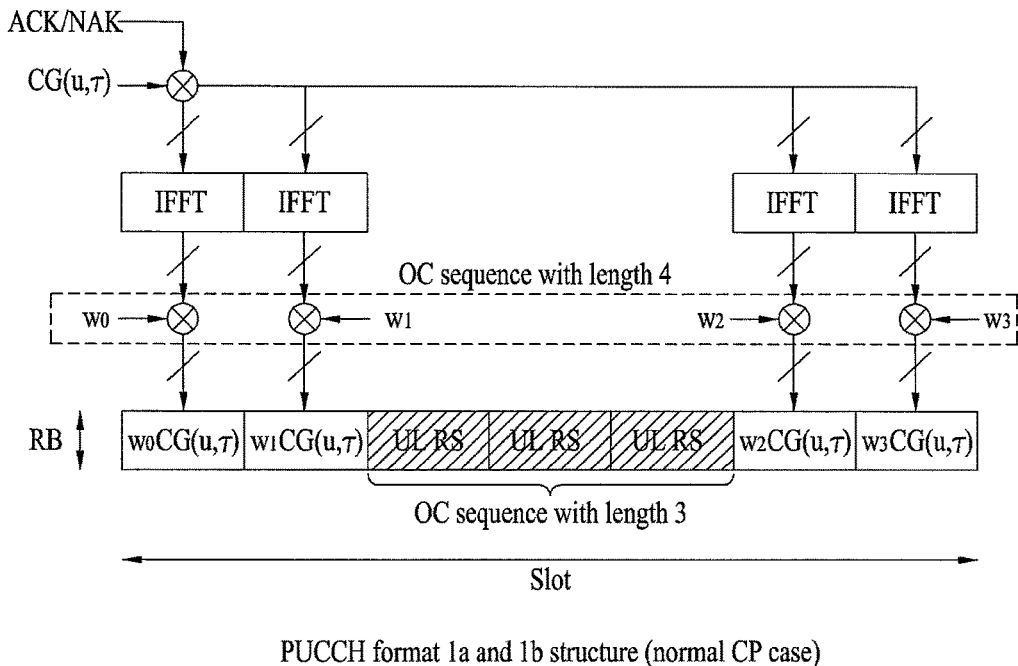 ACK/NAK
CG(u,τ)
IFFT IFFT IFFT IFFT
OC sequence with length 4
w0 w1 w2 w3
RB w0CG(u,τ) w1CG(u,τ) UL RS UL RS UL RS w2CG(u,τ) w3CG(u,τ)
OC sequence with length 3
Slot
PUCCH format 1a and 1b structure (normal CP case)